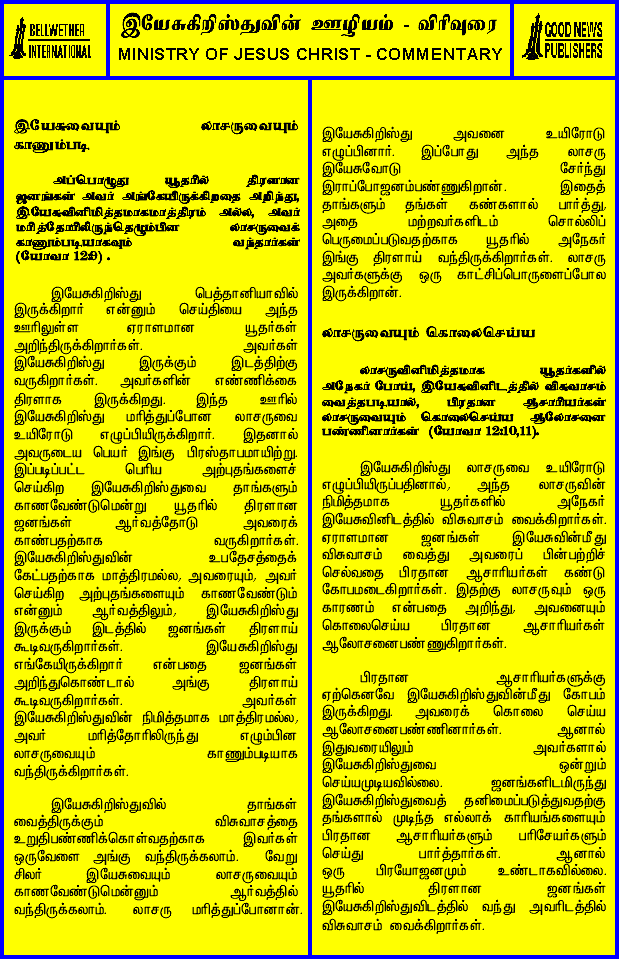 BELLWETHER
INTERNATIONAL
இயேசுகிறிஸ்துவின் ஊழியம் - விரிவுரை
MINISTRY OF JESUS CHRIST - COMMENTARY
GOOD NEWS
PUBLISHERS
இயேசுவையும் லாசருவையும்
காணும்படி
அப்பொழுது யூதரில் திரளான
ஜனங்கள் அவர் அங்கேயிருக்கிறதை அறிந்து,
இயேசுவினிமித்தமாகமாத்திரம் அல்ல, அவர்
மரித்தோரிலிருந்தெழுப்பின லாசருவைக்
காணும்படியாகவும் வந்தார்கள்
(யோவா 12:9) .
இயேசுகிறிஸ்து பெத்தானியாவில்
இருக்கிறார் என்னும் செய்தியை அந்த
ஊரிலுள்ள ஏராளமான யூதர்கள்
அறிந்திருக்கிறார்கள். அவர்கள்
இயேசுகிறிஸ்து இருக்கும் இடத்திற்கு
வருகிறார்கள். அவர்களின் எண்ணிக்கை
திரளாக இருக்கிறது. இந்த ஊரில்
இயேசுகிறிஸ்து மரித்துப்போன லாசருவை
உயிரோடு எழுப்பியிருக்கிறார். இதனால்
அவருடைய பெயர் இங்கு பிரஸ்தாபமாயிற்று.
இப்படிப்பட்ட பெரிய அற்புதங்களைச்
செய்கிற இயேசுகிறிஸ்துவை தாங்களும்
காணவேண்டுமென்று யூதரில் திரளான
ஜனங்கள் ஆர்வத்தோடு அவரைக்
காண்பதற்காக வருகிறார்கள்.
இயேசுகிறிஸ்துவின் உபதேசத்தைக்
கேட்பதற்காக மாத்திரமல்ல, அவரையும், அவர்
செய்கிற அற்புதங்களையும் காணவேண்டும்
என்னும் ஆர்வத்திலும், இயேசுகிறிஸ்து
இருக்கும் இடத்தில் ஜனங்கள் திரளாய்
கூடிவருகிறார்கள். இயேசுகிறிஸ்து
எங்கேயிருக்கிறார் என்பதை ஜனங்கள்
அறிந்துகொண்டால் அங்கு திரளாய்
கூடிவருகிறார்கள். அவர்கள்
இயேசுகிறிஸ்துவின் நிமித்தமாக மாத்திரமல்ல,
அவர் மரித்தோரிலிருந்து எழுப்பின
லாசருவையும் காணும்படியாக
வந்திருக்கிறார்கள்.
இயேசுகிறிஸ்துவில் தாங்கள்
வைத்திருக்கும் விசுவாசத்தை
உறுதிபண்ணிக்கொள்வதற்காக இவர்கள்
ஒருவேளை அங்கு வந்திருக்கலாம். வேறு
சிலர் இயேசுவையும் லாசருவையும்
காணவேண்டுமென்னும் ஆர்வத்தில்
வந்திருக்கலாம். லாசரு மரித்துப்போனான்.
இயேசுகிறிஸ்து அவனை உயிரோடு
எழுப்பினார். இப்போது அந்த லாசரு
இயேசுவோடு சேர்ந்து
இராப்போஜனம்பண்ணுகிறான். இதைத்
தாங்களும் தங்கள் கண்களால் பார்த்து,
அதை மற்றவர்களிடம் சொல்லிப்
பெருமைப்படுவதற்காக யூதரில் அநேகர்
இங்கு திரளாய் வந்திருக்கிறார்கள். லாசரு
அவர்களுக்கு ஒரு காட்சிப்பொருளைப்போல
இருக்கிறான்.
லாசருவையும் கொலைசெய்ய
லாசருவினிமித்தமாக யூதர்களில்
அநேகர் போய், இயேசுவினிடத்தில் விசுவாசம்
வைத்தபடியால், பிரதான ஆசாரியர்கள்
லாசருவையும் கொலைசெய்ய ஆலோசனை
பண்ணினார்கள் (யோவா 12:10,11).
இயேசுகிறிஸ்து லாசருவை உயிரோடு
எழுப்பியிருப்பதினால், அந்த லாசருவின்
நிமித்தமாக யூதர்களில் அநேகர்
இயேசுவினிடத்தில் விசுவாசம் வைக்கிறார்கள்.
ஏராளமான ஜனங்கள் இயேசுவின்மீது
விசுவாசம் வைத்து அவரைப் பின்பற்றிச்
செல்வதை பிரதான ஆசாரியர்கள் கண்டு
கோபமடைகிறார்கள். இதற்கு லாசருவும் ஒரு
காரணம் என்பதை அறிந்து, அவனையும்
கொலைசெய்ய பிரதான ஆசாரியர்கள்
ஆலோசனைபண்ணுகிறார்கள்.
பிரதான ஆசாரியர்களுக்கு
ஏற்கெனவே இயேசுகிறிஸ்துவின்மீது கோபம்
இருக்கிறது. அவரைக் கொலை செய்ய
ஆலோசனைபண்ணினார்கள். ஆனால்
இதுவரையிலும் அவர்களால்
இயேசுகிறிஸ்துவை ஒன்றும்
செய்யமுடியவில்லை. ஜனங்களிடமிருந்து
இயேசுகிறிஸ்துவைத் தனிமைப்படுத்துவதற்கு
தங்களால் முடிந்த எல்லாக் காரியங்களையும்
பிரதான ஆசாரியர்களும் பரிசேயர்களும்
செய்து பார்த்தார்கள். ஆனால்
ஒரு பிரயோஜனமும் உண்டாகவில்லை.
யூதரில் திரளான ஜனங்கள்
இயேசுகிறிஸ்துவிடத்தில் வந்து அவரிடத்தில்
விசுவாசம் வைக்கிறார்கள்.